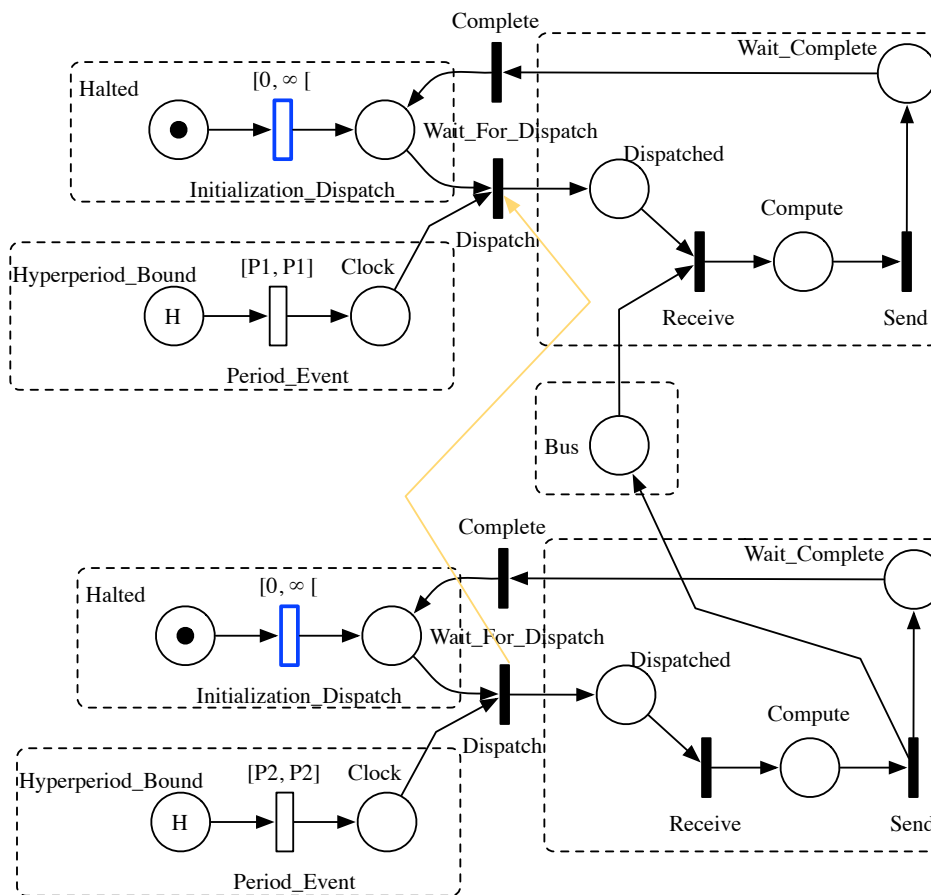 Complete
Wait_Complete
Halted
[0, ∞ [
Wait_For_Dispatch
Dispatched
Initialization_Dispatch
Compute
Dispatch
Hyperperiod_Bound
[P1, P1]
Clock
H
Receive
Send
Period_Event
Bus
Complete
Wait_Complete
Halted
[0, ∞ [
Wait_For_Dispatch
Dispatched
Initialization_Dispatch
Compute
Dispatch
Hyperperiod_Bound
[P2, P2]
Clock
H
Receive
Send
Period_Event